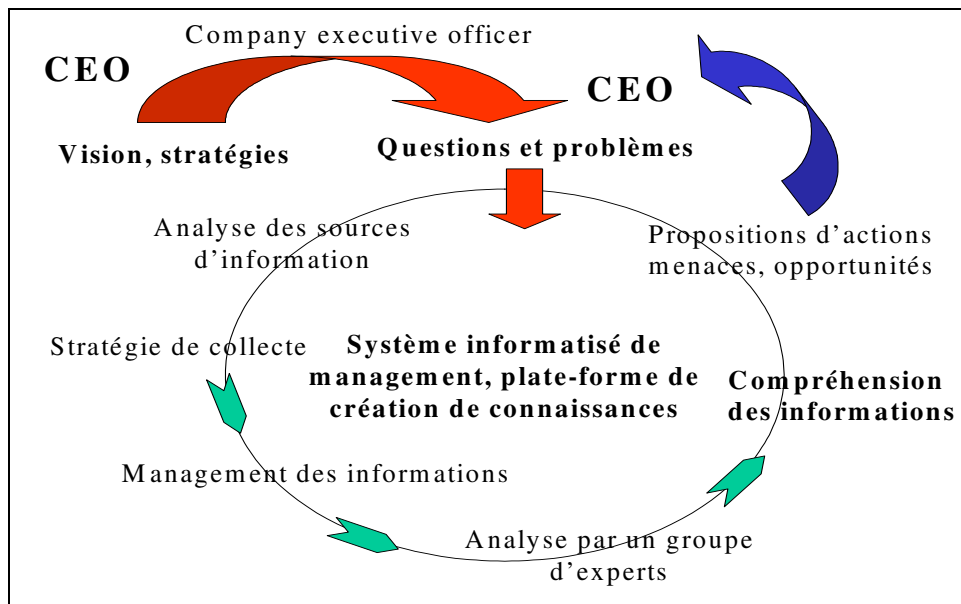 Company executive officer
CEO
CEO
Vision, stratégies
Questions et problèmes
Analyse des sources
d'information
Propositions d'actions
menaces, opportunités
Stratégie de collecte
Système informatisé de
management, plate-forme de
création de connaissances
Compréhension
des informations
Management des informations
Analyse par un groupe
d'experts